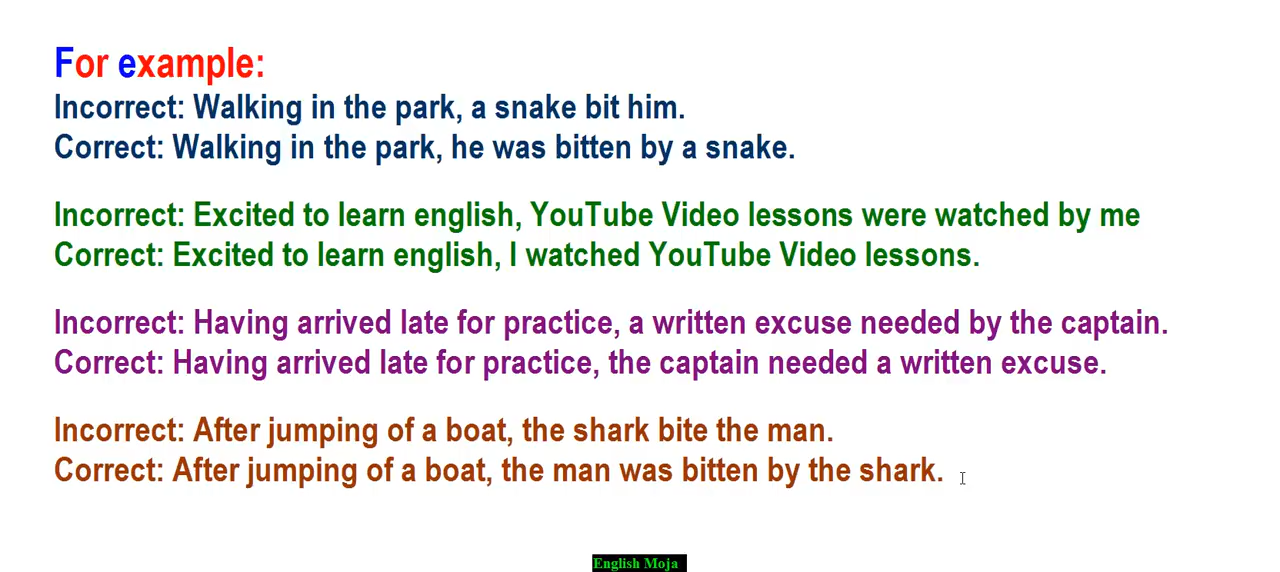 For example:
Incorrect: Walking in the park, a snake bit him.
Correct: Walking in the park, he was bitten by a snake.
Incorrect: Excited to learn english, YouTube Video lessons were watched by me
Correct: Excited to learn english, I watched YouTube Video lessons.
Incorrect: Having arrived late for practice, a written excuse needed by the captain.
Correct: Having arrived late for practice, the captain needed a written excuse.
Incorrect: After jumping of a boat, the shark bite the man.
Correct: After jumping of a boat, the man was bitten by the shark.
English Moja